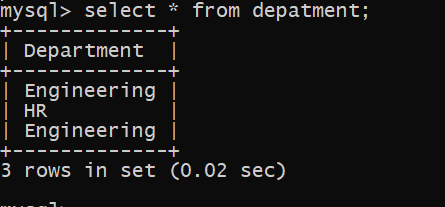 mysql> select * from depatment;
+-------------+
| Department  |
+-------------+
| Engineering |
| HR          |
| Engineering |
+-------------+
3 rows in set (0.02 sec)
mysql>